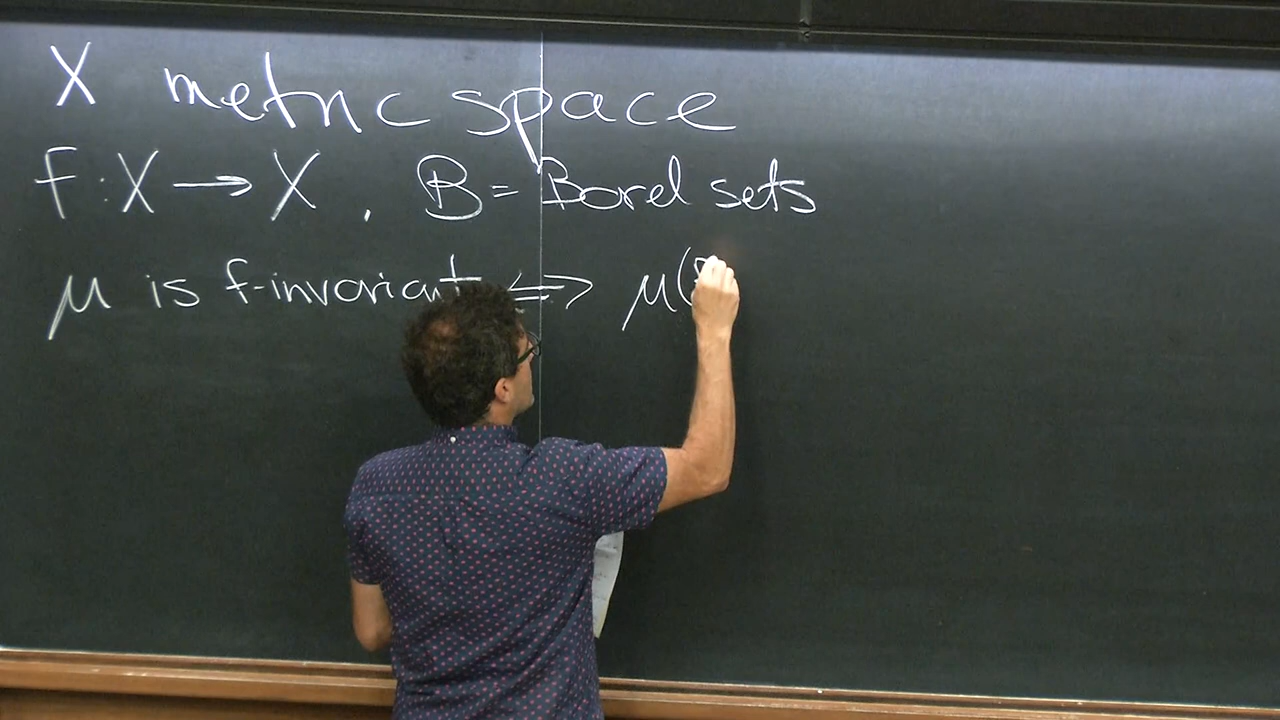 X metric space
f: X → X, B = Borel sets
μ is f-invariant ⇔ μ(